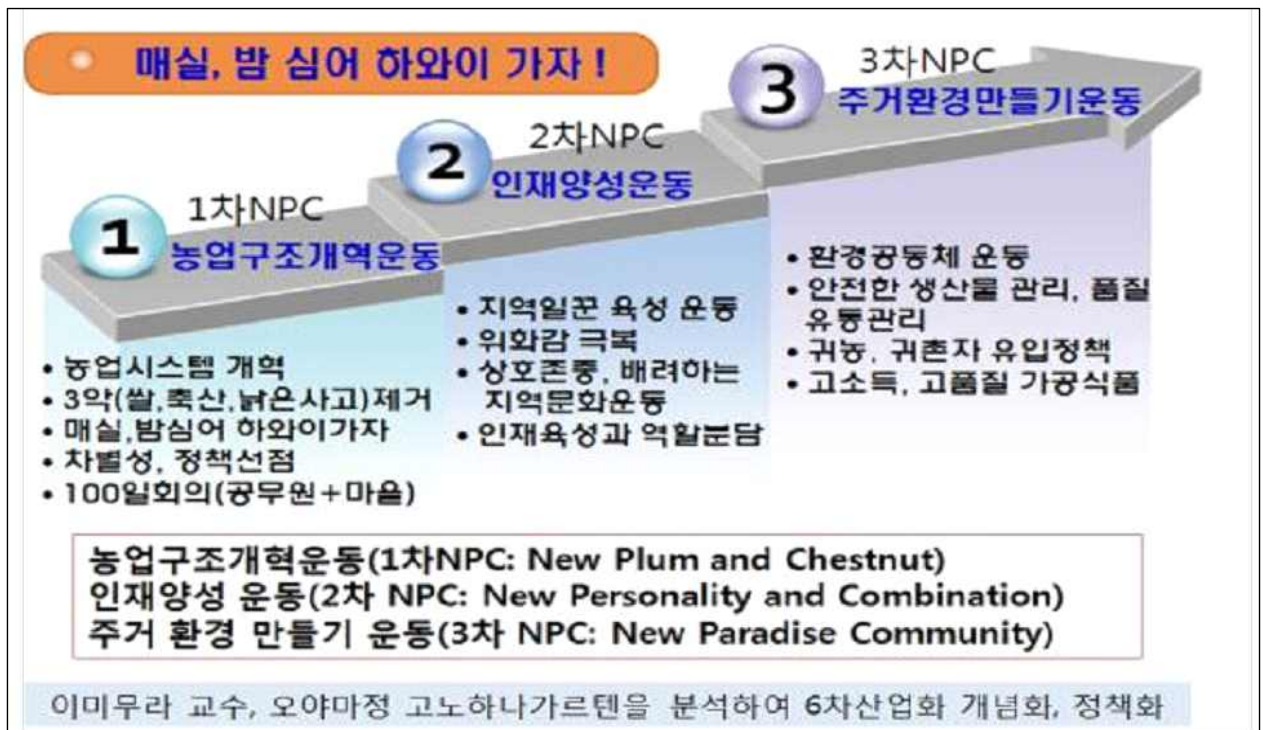 매실, 밤 심어 하와이 가자 !
1
1차NPC
농업구조개혁운동
• 농업시스템 개혁
• 3악(쌀,축산,낡은사고)제거
• 매실,밤심어 하와이가자
• 차별성, 정책선점
• 100일회의(공무원+마을)
2
2차NPC
인재양성운동
• 지역일꾼 육성 운동
• 위화감 극복
• 상호존중, 배려하는
지역문화운동
• 인재육성과 역할분담
3
3차NPC
주거환경만들기운동
• 환경공동체 운동
• 안전한 생산물 관리, 품질
유통관리
• 귀농, 귀촌자 유입정책
• 고소득, 고품질 가공식품
농업구조개혁운동(1차NPC: New Plum and Chestnut)
인재양성 운동(2차 NPC: New Personality and Combination)
주거 환경 만들기 운동(3차 NPC: New Paradise Community)
이미무라 교수, 오야마정 고노하나가르텐을 분석하여 6차산업화 개념화, 정책화